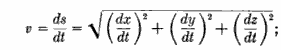 v = ds/dt = √((dx/dt)² + (dy/dt)² + (dz/dt)²);